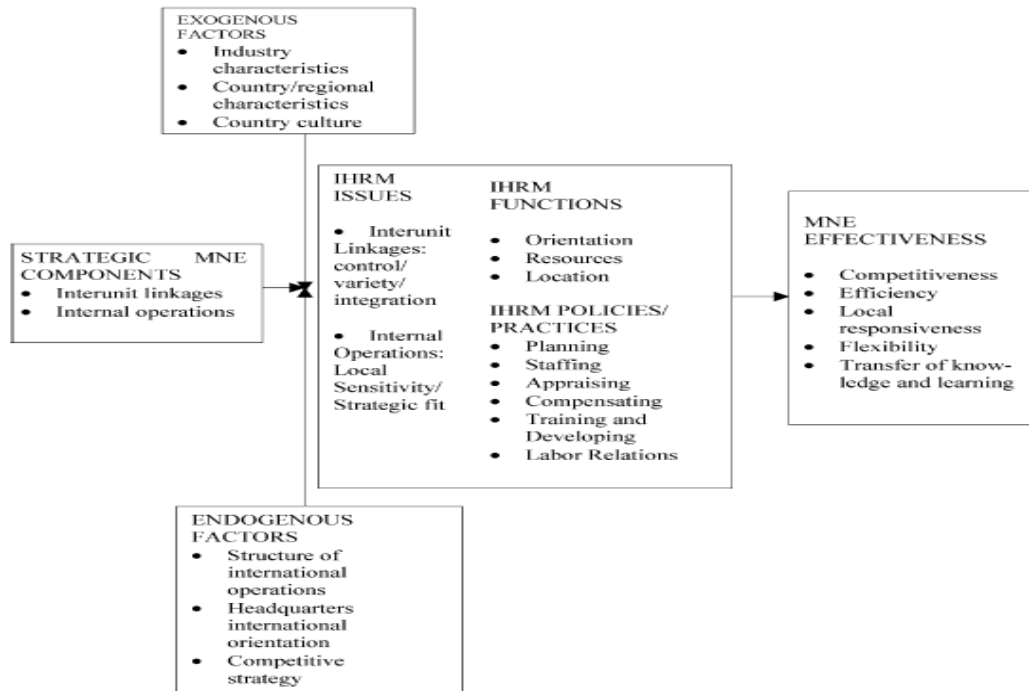 EXOGENOUS
FACTORS
● Industry
characteristics
● Country/regional
characteristics
● Country culture
STRATEGIC MNE
COMPONENTS
● Interunit linkages
● Internal operations
IHRM
ISSUES
● Interunit
Linkages:
control/
variety/
integration
● Internal
Operations:
Local
Sensitivity/
Strategic fit
IHRM
FUNCTIONS
● Orientation
● Resources
● Location
IHRM POLICIES/
PRACTICES
● Planning
● Staffing
● Appraising
● Compensating
● Training and
Developing
● Labor Relations
MNE
EFFECTIVENESS
● Competitiveness
● Efficiency
● Local
responsiveness
● Flexibility
● Transfer of know-
ledge and learning
ENDOGENOUS
FACTORS
● Structure of
international
operations
● Headquarters
international
orientation
● Competitive
strategy